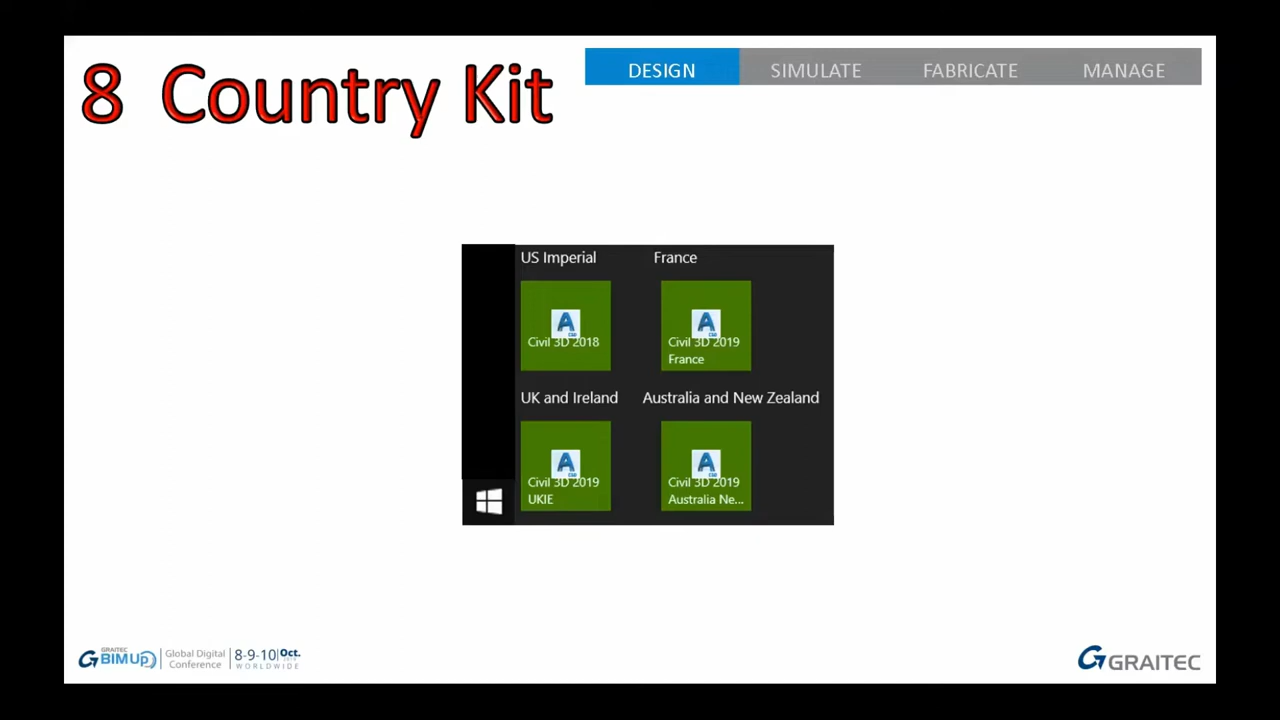 8 Country Kit
DESIGN SIMULATE FABRICATE MANAGE
US Imperial France
Civil 3D 2018
Civil 3D 2019
France
UK and Ireland Australia and New Zealand
Civil 3D 2019
UKIE
Civil 3D 2019
Australia Ne...
GRAITEC
BIMUp
Global Digital
Conference
8-9-10 Oct.
WORLDWIDE
GRAITEC